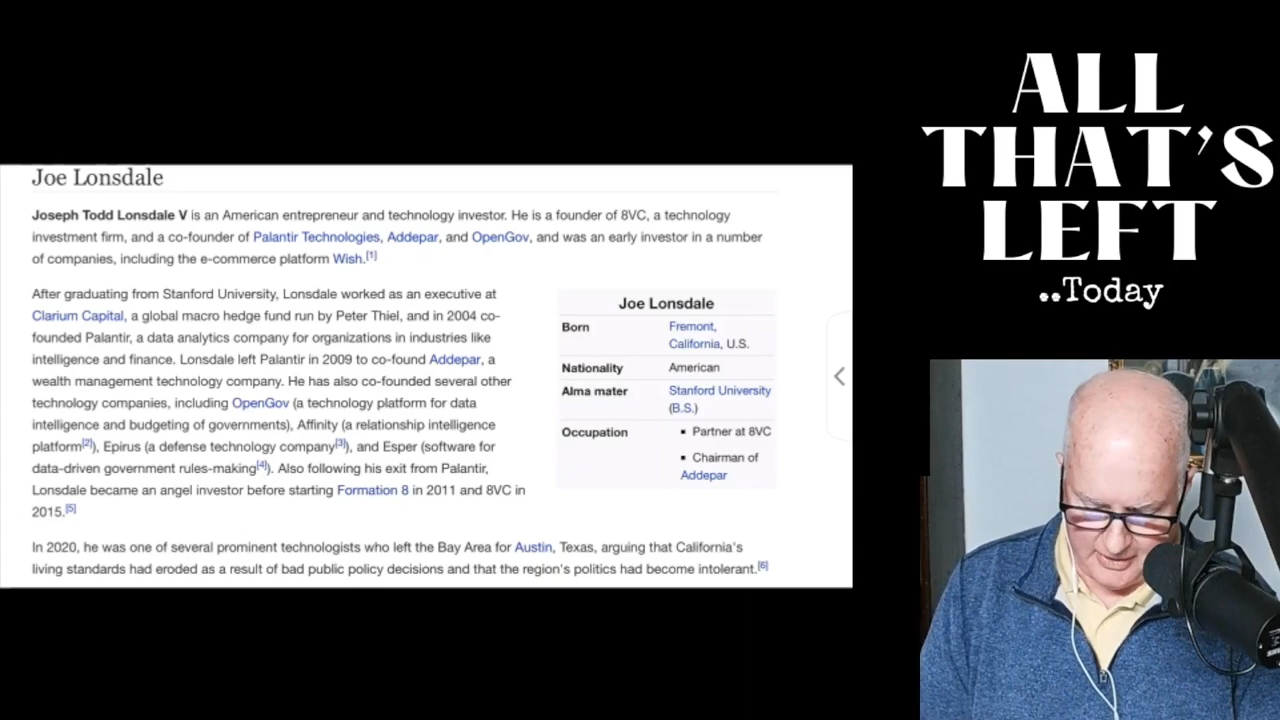 Joe Lonsdale
Joseph Todd Lonsdale V is an American entrepreneur and technology investor. He is a founder of 8VC, a technology
investment firm, and a co-founder of Palantir Technologies, Addepar, and OpenGov, and was an early investor in a number
of companies, including the e-commerce platform Wish.[1]
After graduating from Stanford University, Lonsdale worked as an executive at
Clarium Capital, a global macro hedge fund run by Peter Thiel, and in 2004 co-
founded Palantir, a data analytics company for organizations in industries like
intelligence and finance. Lonsdale left Palantir in 2009 to co-found Addepar, a
wealth management technology company. He has also co-founded several other
technology companies, including OpenGov (a technology platform for data
intelligence and budgeting of governments), Affinity (a relationship intelligence
platform[2]), Epirus (a defense technology company[3]), and Esper (software for
data-driven government rules-making[4]). Also following his exit from Palantir,
Lonsdale became an angel investor before starting Formation 8 in 2011 and 8VC in
2015.[5]
Joe Lonsdale
Born Fremont,
California, U.S.
Nationality American
Alma mater Stanford University
(B.S.)
Occupation ▪ Partner at 8VC
▪ Chairman of
Addepar
In 2020, he was one of several prominent technologists who left the Bay Area for Austin, Texas, arguing that California's
living standards had eroded as a result of bad public policy decisions and that the region's politics had become intolerant.[6]
ALL
THAT'S
LEFT
..Today